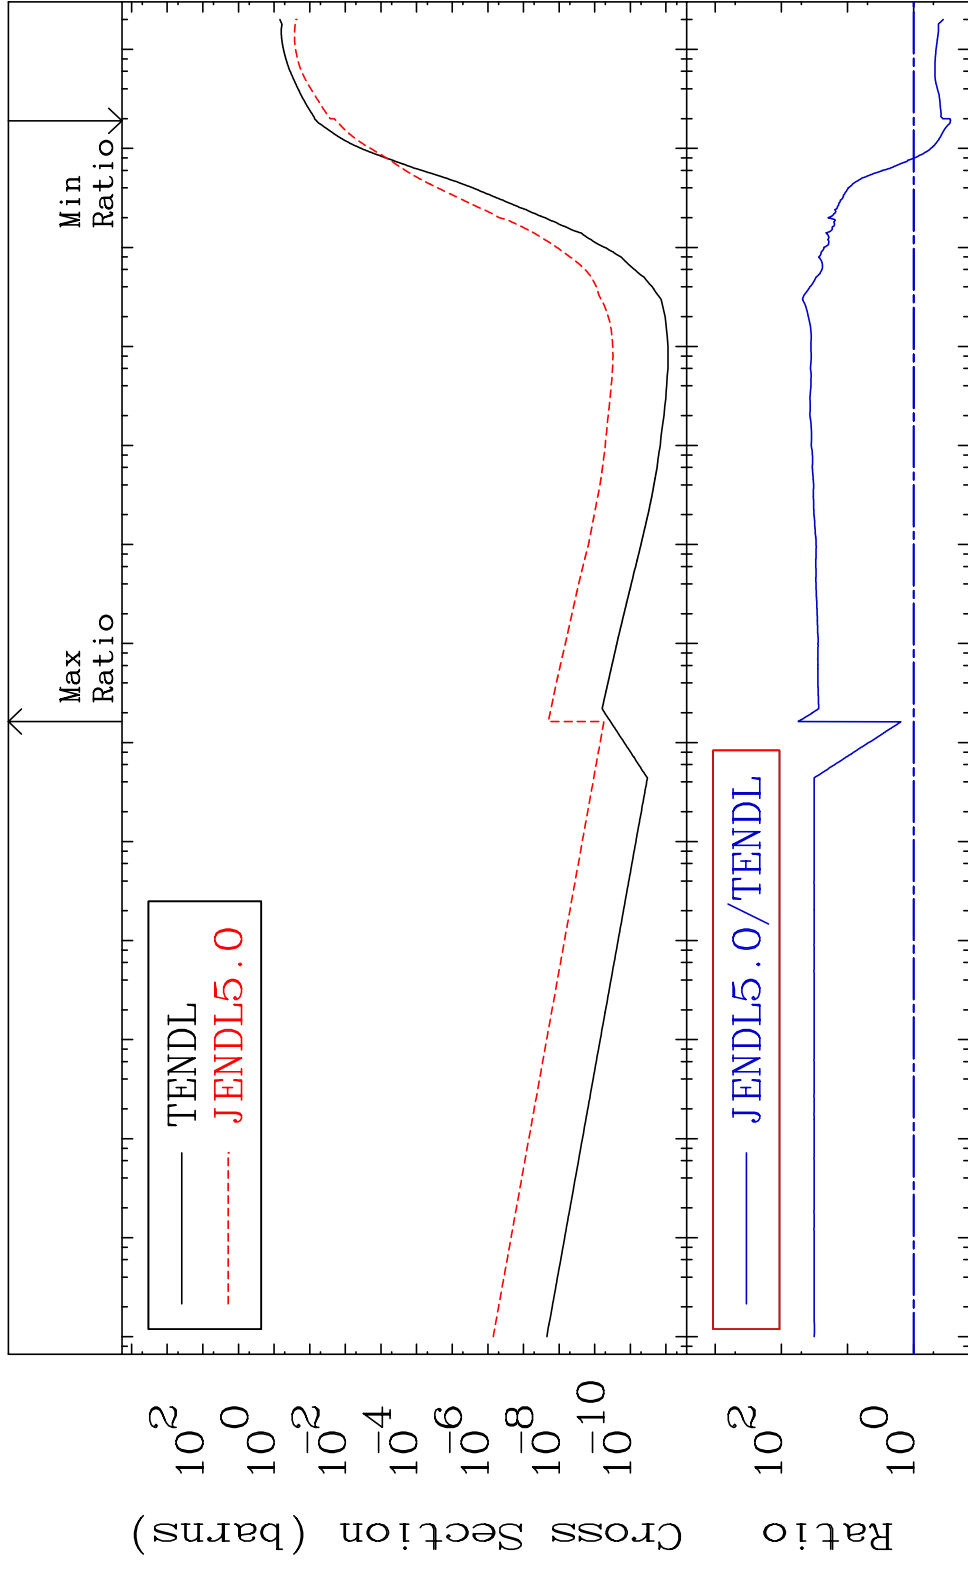 Max
Ratio
Min
Ratio
TENDL
JENDL5.0
10 2
10 0
10 -2
10 -4
10 -6
10 -8
10 -10
Cross Section (barns)
JENDL5.0/TENDL
10 2
10 0
Ratio